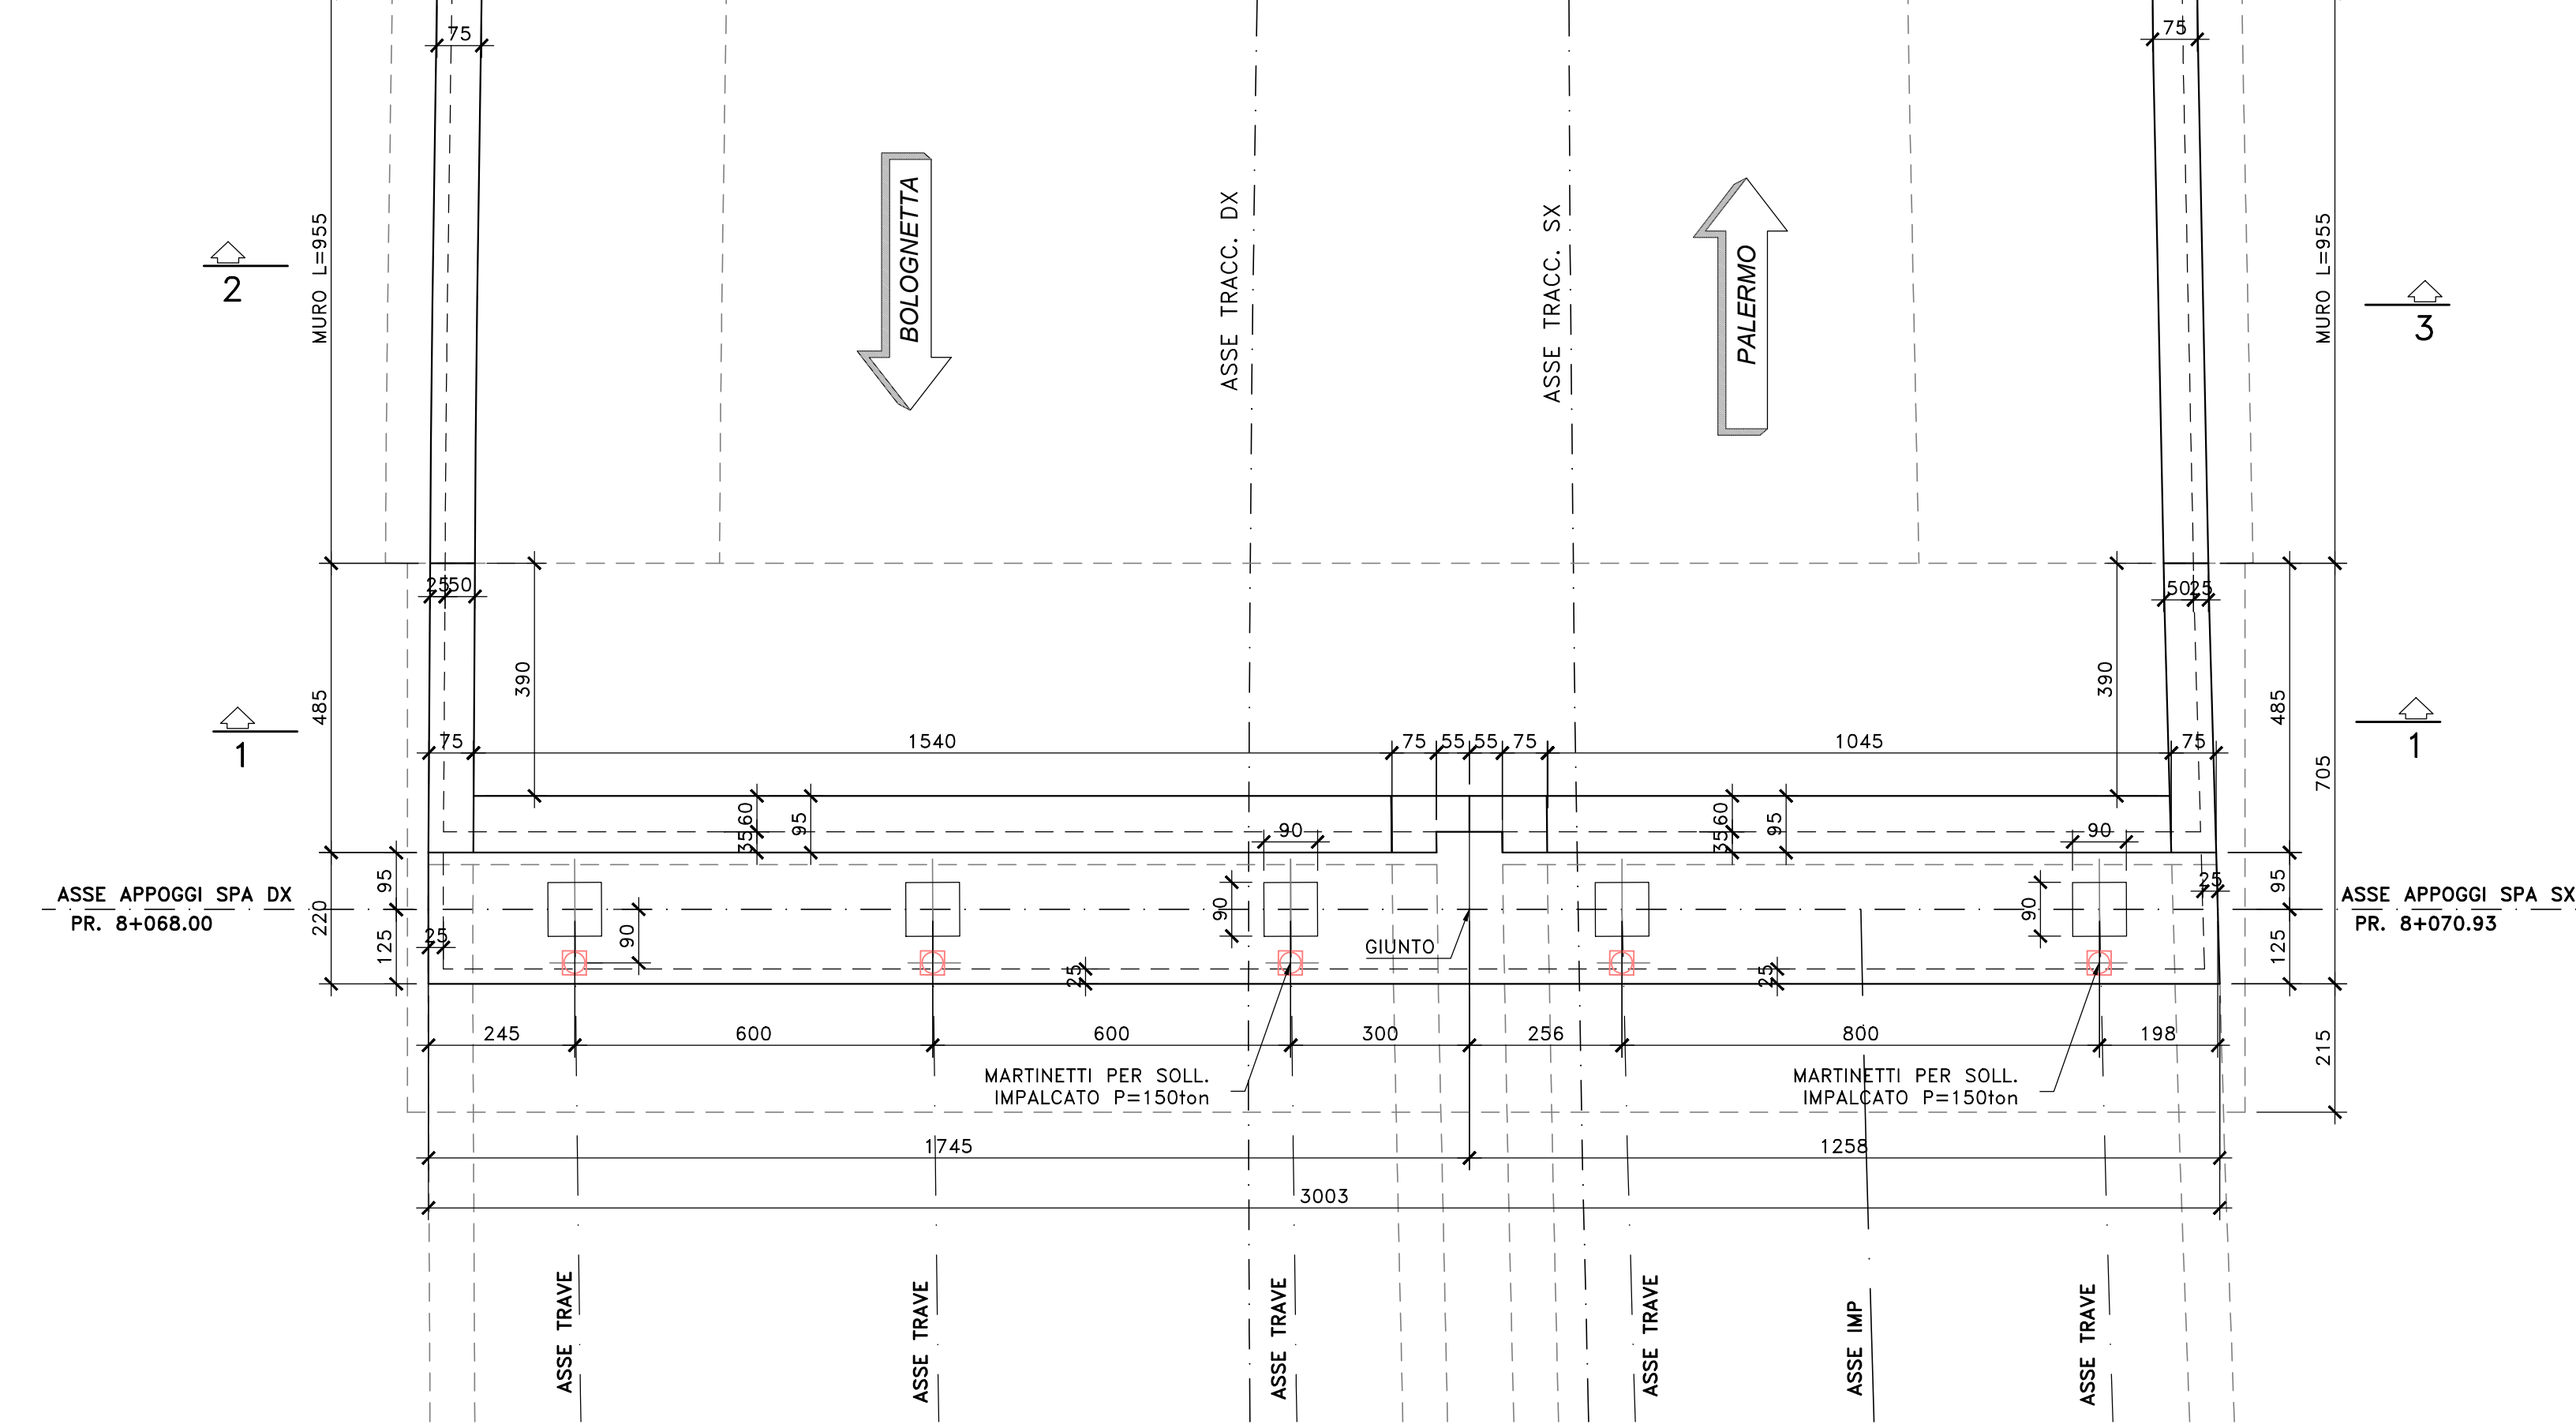 75
75
BOLOGNETTA
PALERMO
ASSE TRACC. DX
ASSE TRACC. SX
MURO L=955
MURO L=955
2
3
25
50
50
25
390
390
485
485
705
1
1
75
1540
75
55
55
75
1045
75
60
35
95
60
35
95
90
90
ASSE APPOGGI SPA DX
PR. 8+068.00
ASSE APPOGGI SPA SX
PR. 8+070.93
95
220
125
25
90
90
90
25
95
125
GIUNTO
25
25
245
600
600
300
256
800
198
215
MARTINETTI PER SOLL.
IMPALCATO P=150ton
MARTINETTI PER SOLL.
IMPALCATO P=150ton
1745
1258
3003
ASSE TRAVE
ASSE TRAVE
ASSE TRAVE
ASSE TRAVE
ASSE IMP
ASSE TRAVE